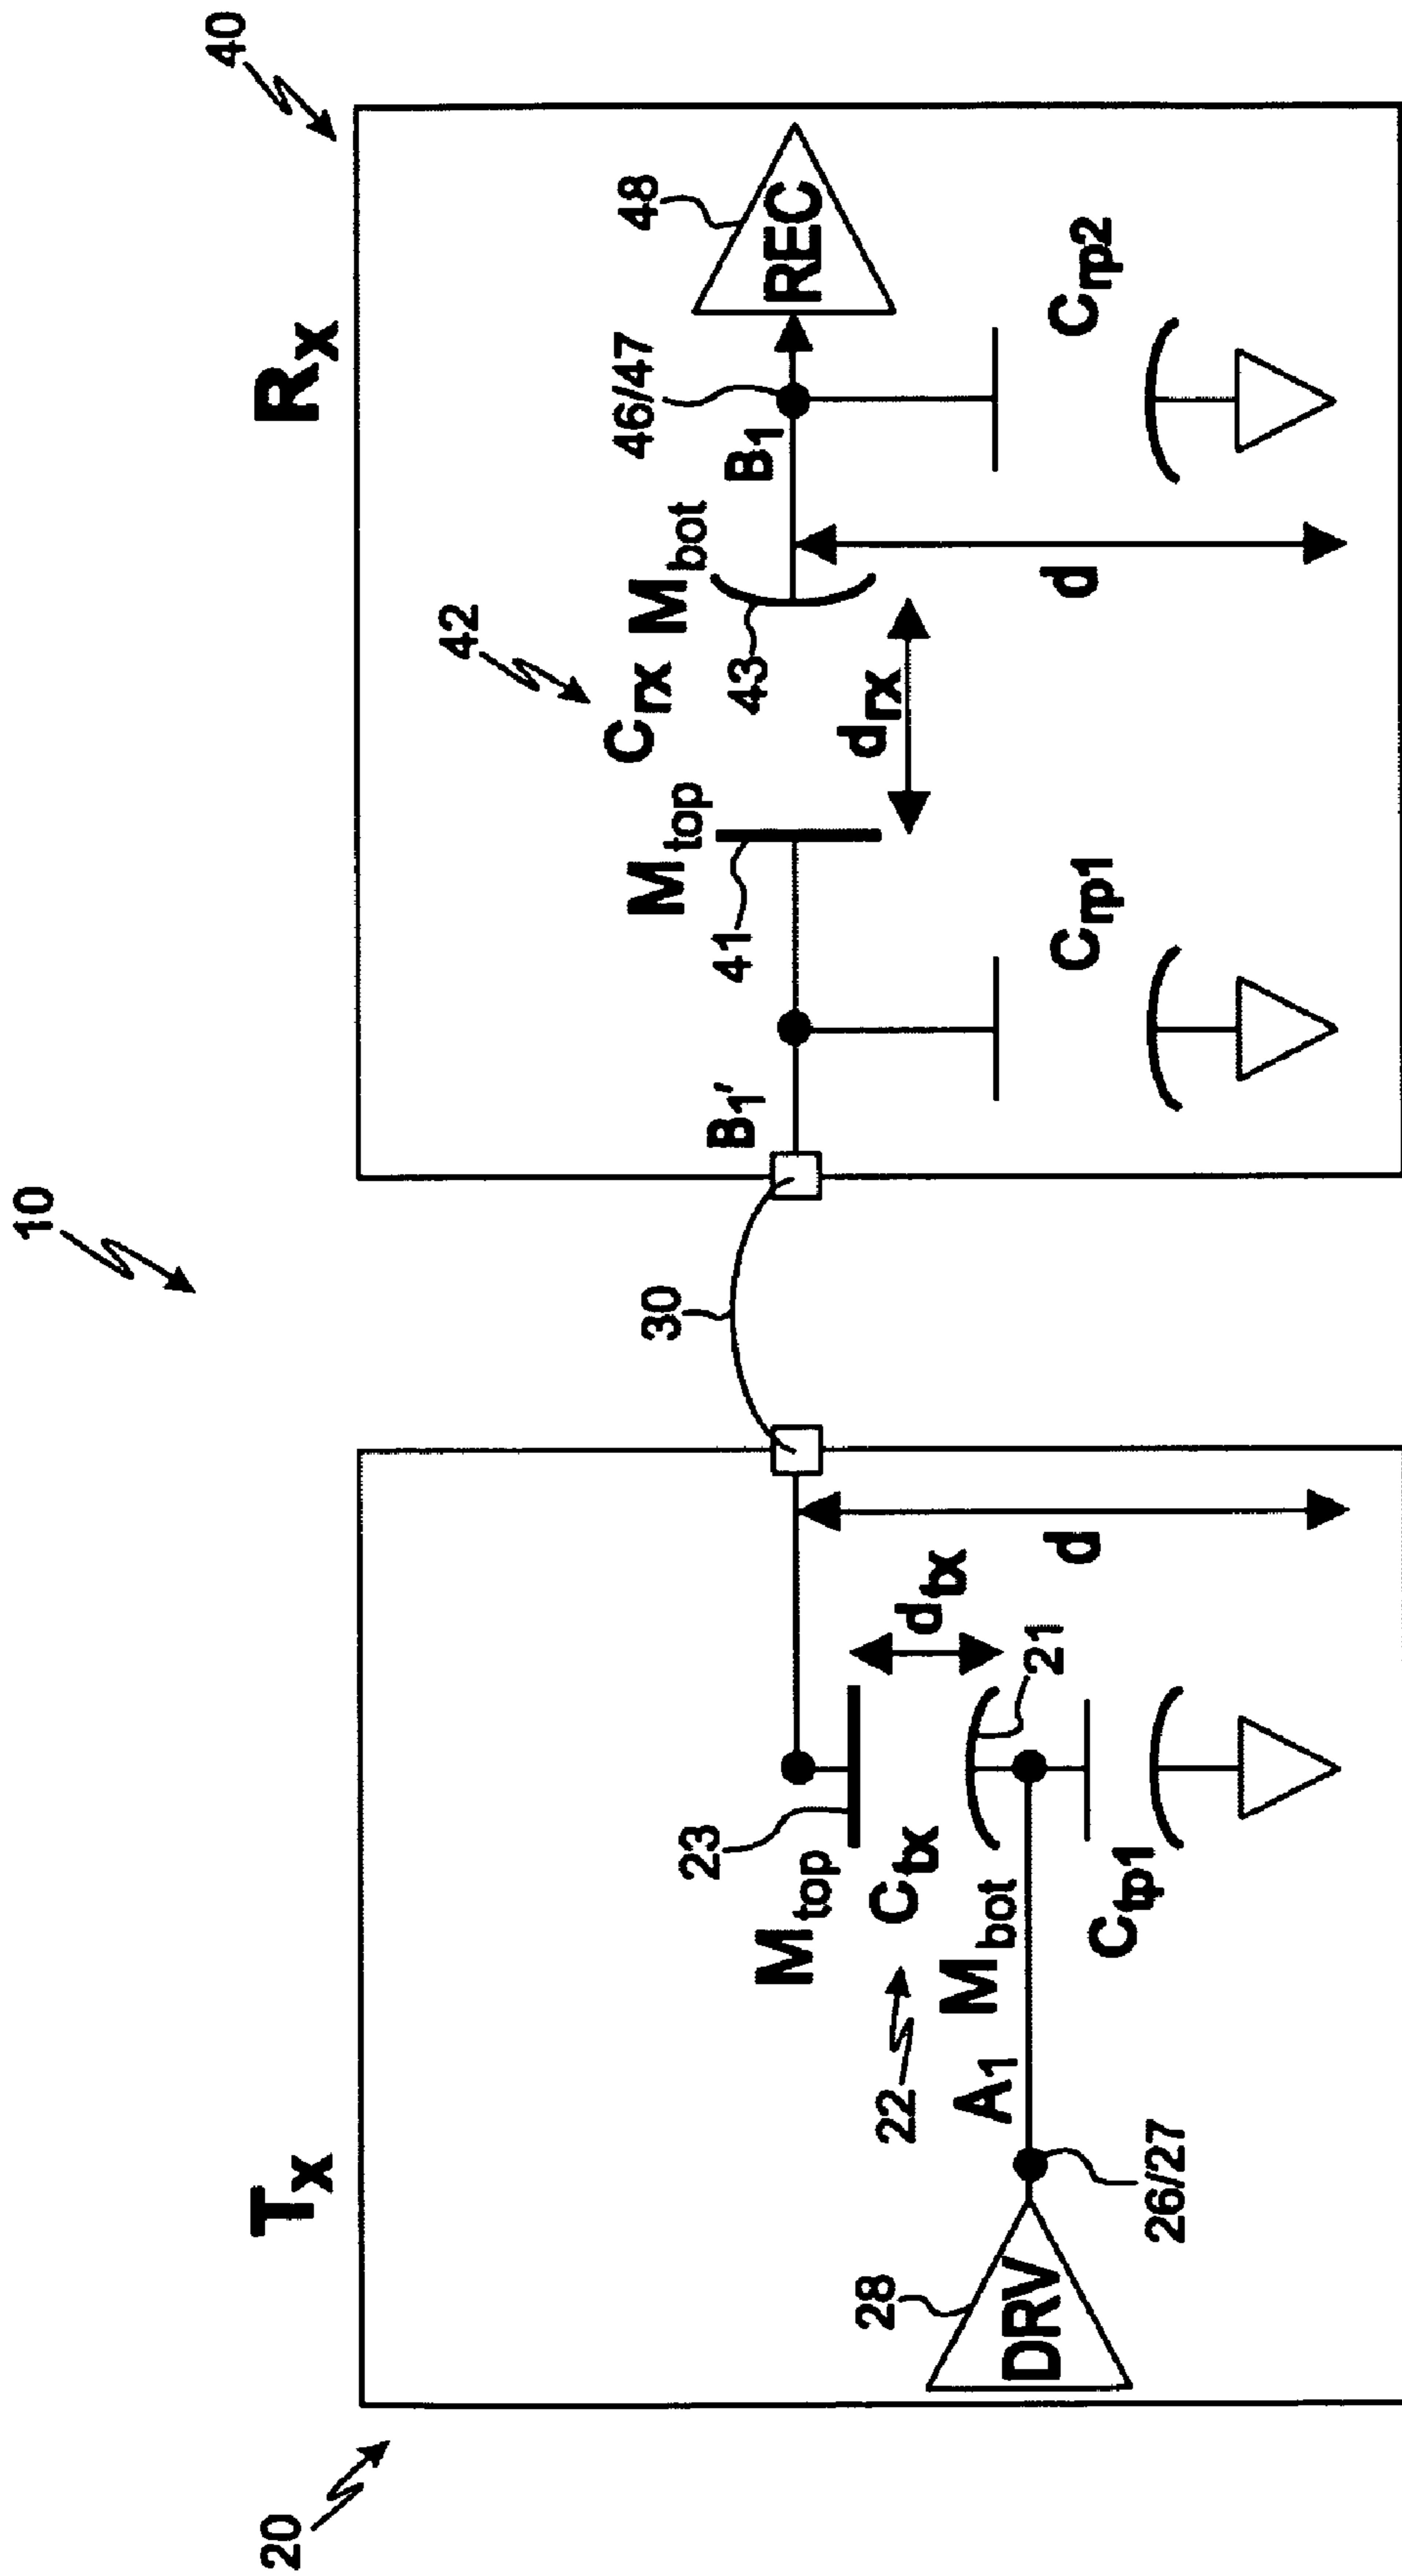 10
20
Tx
28
DRV
26/27
A1
22
Mtop
23
Ctx
Mbot
21
dtx
Ctp1
d
30
40
Rx
B1'
Mtop
41
42
Crx
Mbot
43
drx
Crp1
B1
46/47
48
REC
d
Crp2